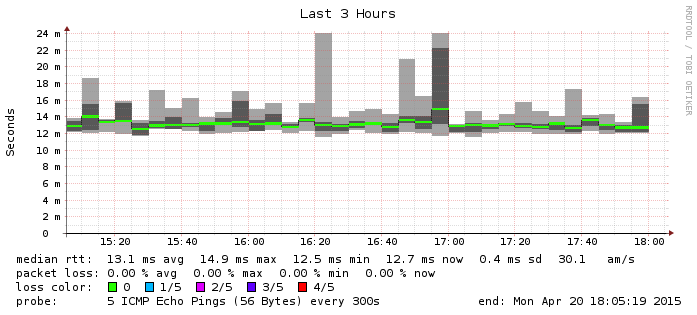 Last 3 Hours
RRDTOOL / TOBI OETIKER
Seconds
24 m
22 m
20 m
18 m
16 m
14 m
12 m
10 m
8 m
6 m
4 m
2 m
0
15:20 15:40 16:00 16:20 16:40 17:00 17:20 17:40 18:00
median rtt: 13.1 ms avg 14.9 ms max 12.5 ms min 12.7 ms now 0.4 ms sd 30.1 am/s
packet loss: 0.00 % avg 0.00 % max 0.00 % min 0.00 % now
loss color: 0 1/5 2/5 3/5 4/5
probe: 5 ICMP Echo Pings (56 Bytes) every 300s end: Mon Apr 20 18:05:19 2015